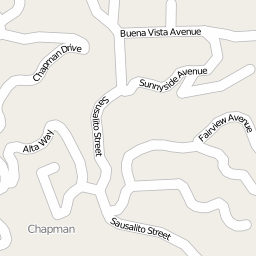 Buena Vista Avenue
Chapman Drive
Sunnyside Avenue
Sausalito Street
Fairview Avenue
Alta Way
Chapman
Sausalito Street